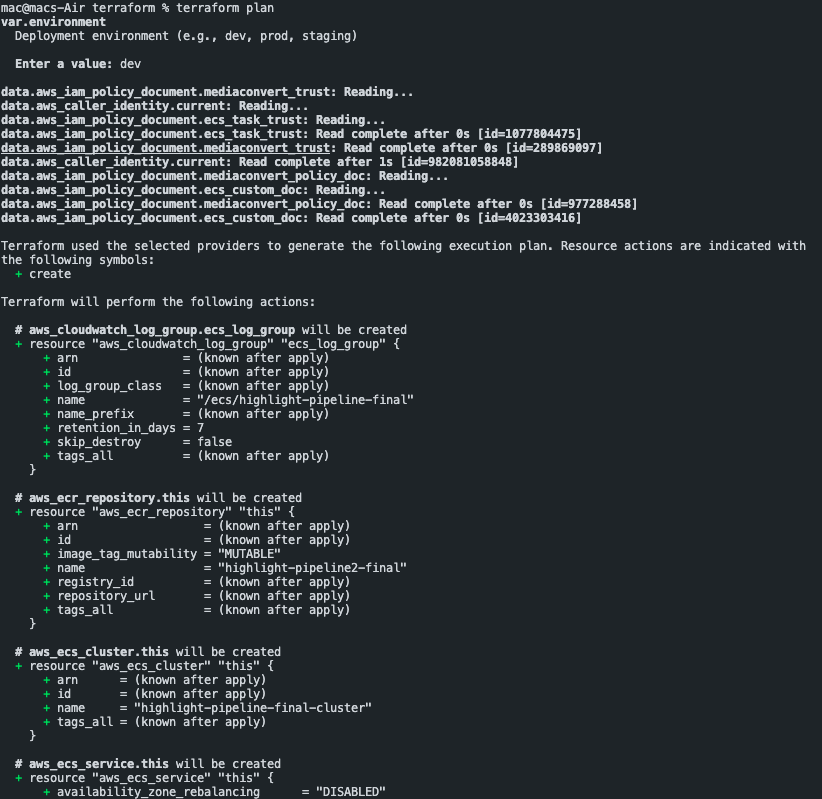 mac@macs-Air terraform % terraform plan
var.environment
  Deployment environment (e.g., dev, prod, staging)

  Enter a value: dev

data.aws_iam_policy_document.mediaconvert_trust: Reading...
data.aws_caller_identity.current: Reading...
data.aws_iam_policy_document.ecs_task_trust: Reading...
data.aws_iam_policy_document.ecs_task_trust: Read complete after 0s [id=1077804475]
data.aws_iam_policy_document.mediaconvert_trust: Read complete after 0s [id=289869097]
data.aws_caller_identity.current: Read complete after 1s [id=982081058848]
data.aws_iam_policy_document.mediaconvert_policy_doc: Reading...
data.aws_iam_policy_document.ecs_custom_doc: Reading...
data.aws_iam_policy_document.mediaconvert_policy_doc: Read complete after 0s [id=977288458]
data.aws_iam_policy_document.ecs_custom_doc: Read complete after 0s [id=4023303416]

Terraform used the selected providers to generate the following execution plan. Resource actions are indicated with
the following symbols:
  + create

Terraform will perform the following actions:

  # aws_cloudwatch_log_group.ecs_log_group will be created
  + resource "aws_cloudwatch_log_group" "ecs_log_group" {
      + arn               = (known after apply)
      + id                = (known after apply)
      + log_group_class   = (known after apply)
      + name              = "/ecs/highlight-pipeline-final"
      + name_prefix       = (known after apply)
      + retention_in_days = 7
      + skip_destroy      = false
      + tags_all          = (known after apply)
    }

  # aws_ecr_repository.this will be created
  + resource "aws_ecr_repository" "this" {
      + arn                  = (known after apply)
      + id                   = (known after apply)
      + image_tag_mutability = "MUTABLE"
      + name                 = "highlight-pipeline2-final"
      + registry_id          = (known after apply)
      + repository_url       = (known after apply)
      + tags_all             = (known after apply)
    }

  # aws_ecs_cluster.this will be created
  + resource "aws_ecs_cluster" "this" {
      + arn      = (known after apply)
      + id       = (known after apply)
      + name     = "highlight-pipeline-final-cluster"
      + tags_all = (known after apply)
    }

  # aws_ecs_service.this will be created
  + resource "aws_ecs_service" "this" {
      + availability_zone_rebalancing      = "DISABLED"